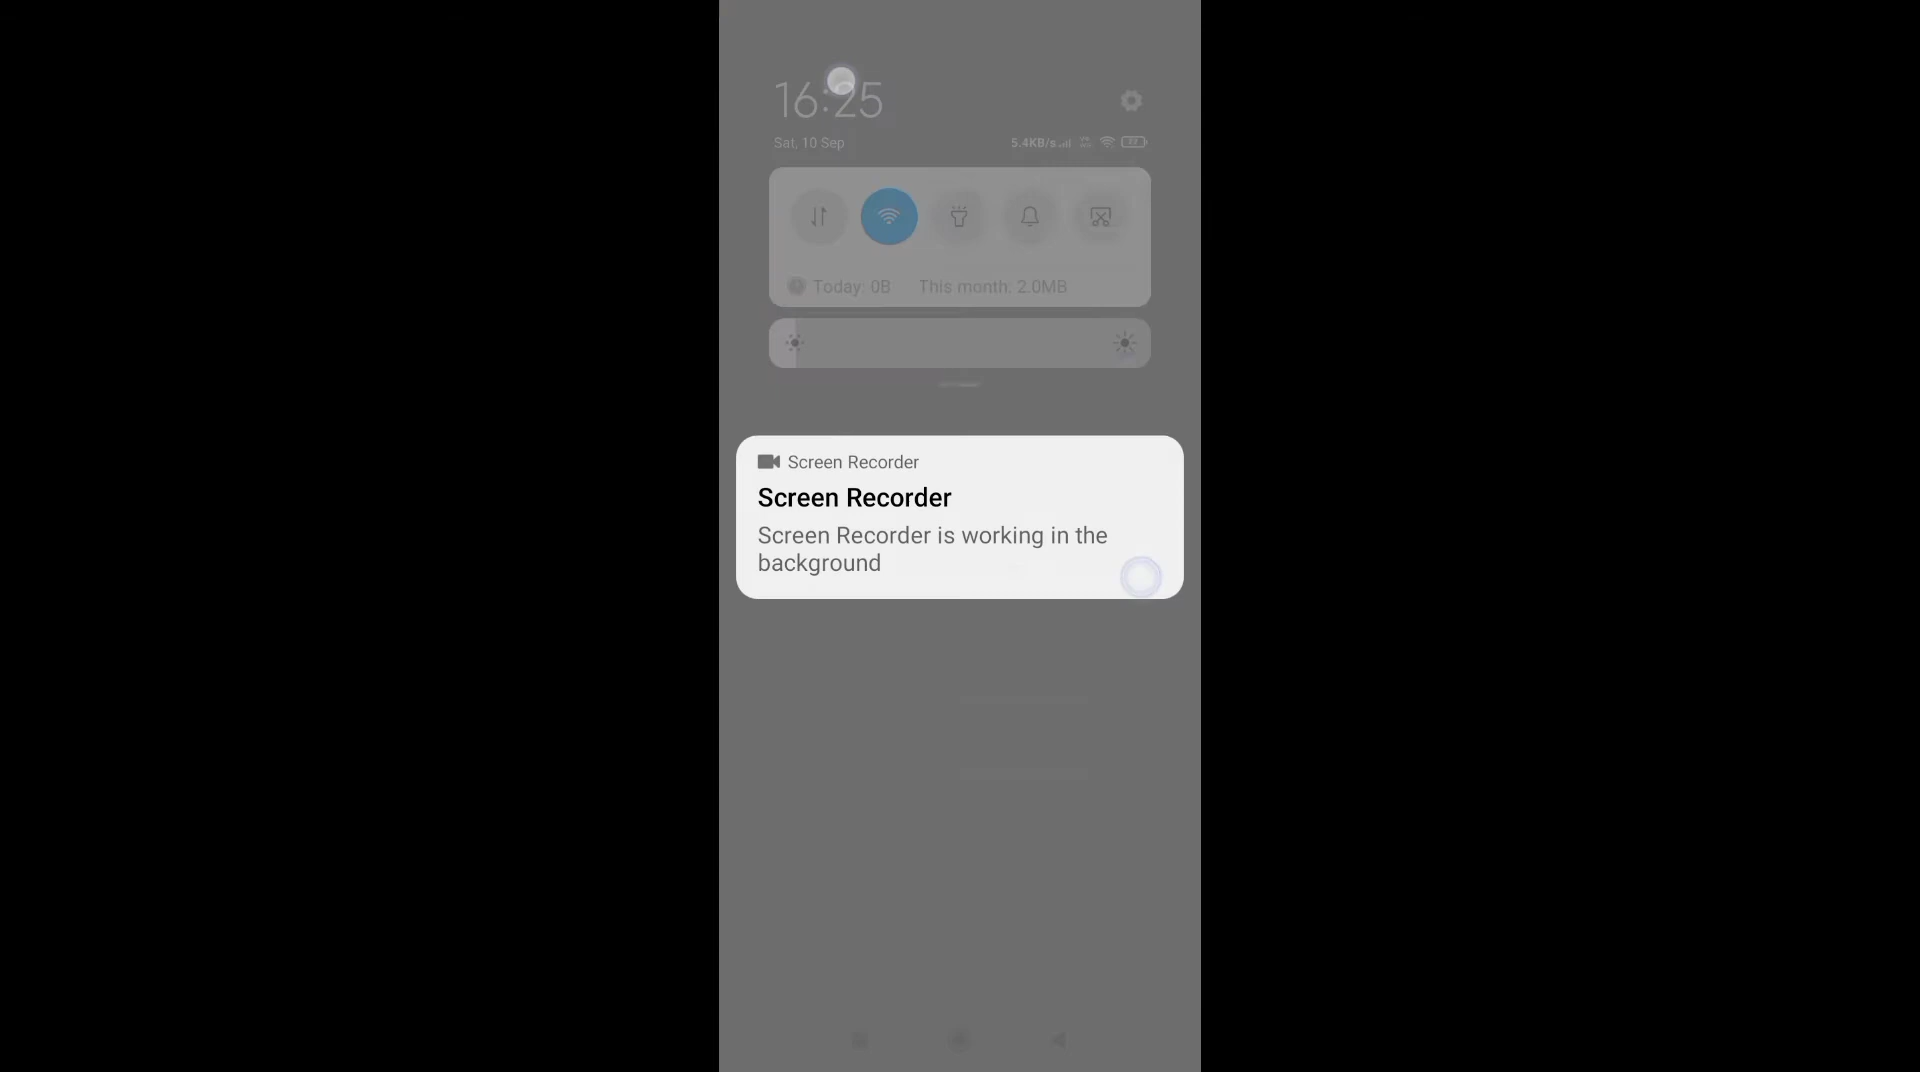 16:25
Sat, 10 Sep
5.4KB/s
Today: 0B This month: 2.0MB
Screen Recorder
Screen Recorder
Screen Recorder is working in the
background